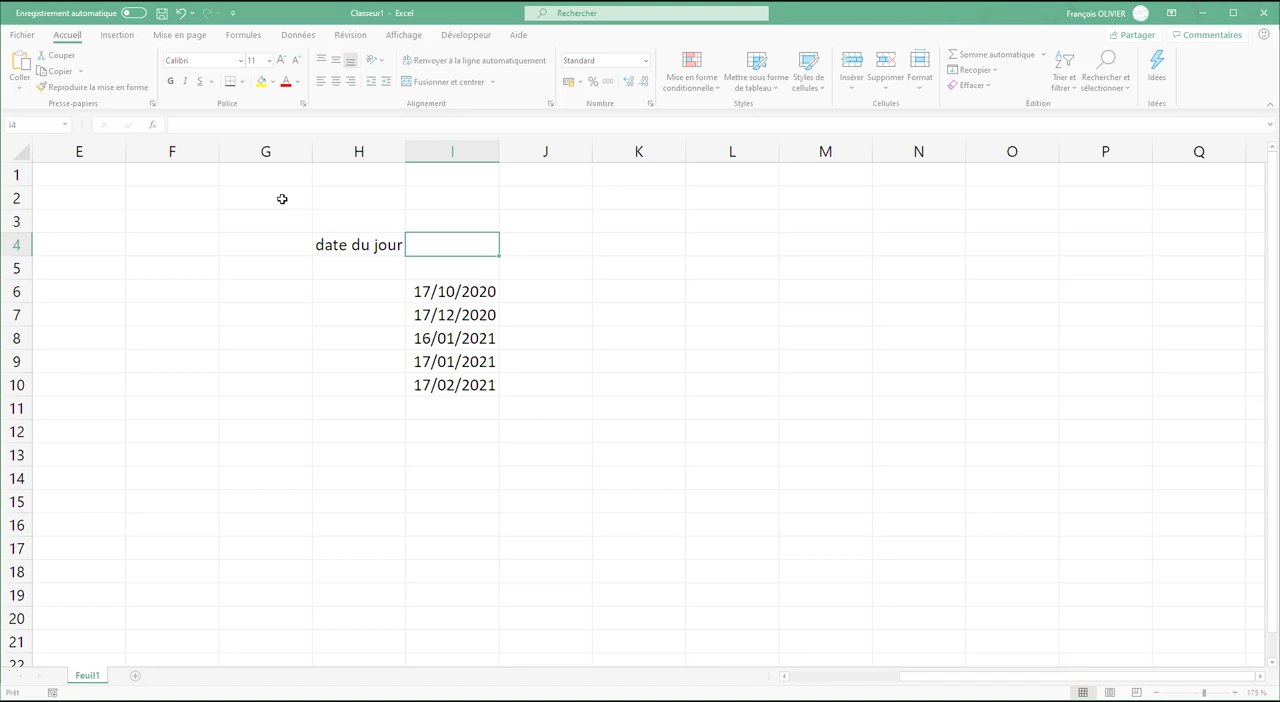 Enregistrement automatique
Classeur1 - Excel
Rechercher
François OLIVIER
Fichier Accueil Insertion Mise en page Formules Données Révision Affichage Développeur Aide
Partager Commentaires
Coller
Couper
Copier
Reproduire la mise en forme
Presse-papiers
Calibri 11
G I S
Police
Renvoyer à la ligne automatiquement
Fusionner et centrer
Alignement
Standard
% 000
Nombre
Mise en forme conditionnelle
Mettre sous forme de tableau
Styles de cellules
Styles
Insérer
Supprimer
Format
Cellules
Somme automatique
Recopier
Effacer
Trier et filtrer
Rechercher et sélectionner
Édition
Idées
Idées
I4
fx
E F G H I J K L M N O P Q
1
2
3
4 date du jour
5
6 17/10/2020
7 17/12/2020
8 16/01/2021
9 17/01/2021
10 17/02/2021
11
12
13
14
15
16
17
18
19
20
21
22
Feuil1
Prêt
175 %